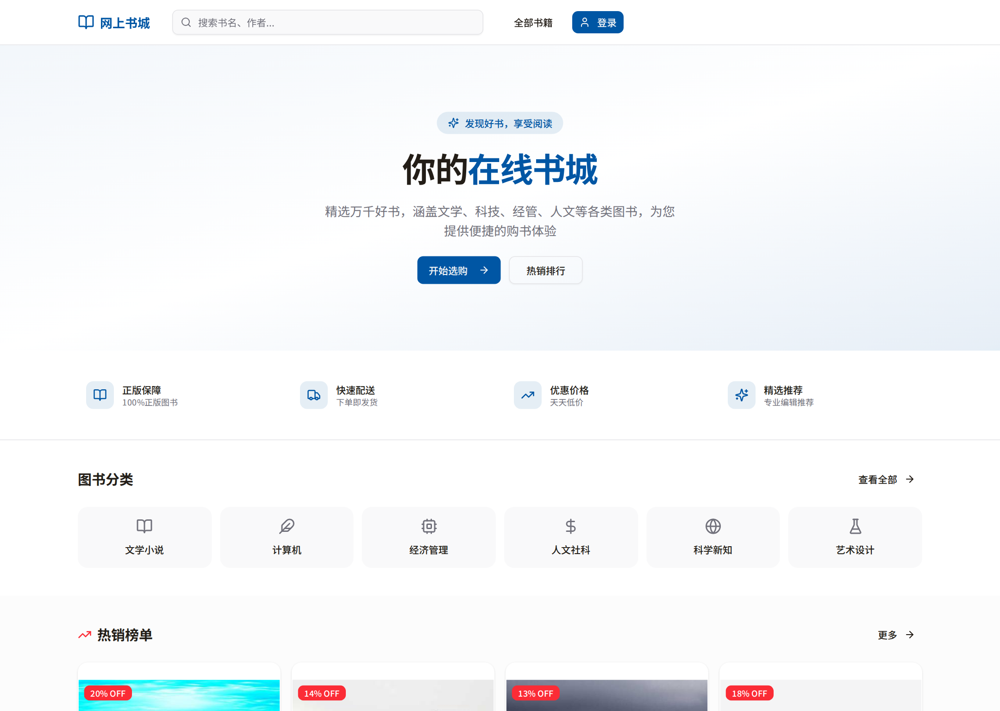 网上书城
搜索书名、作者...
全部书籍
登录
发现好书，享受阅读
你的在线书城
精选万千好书，涵盖文学、科技、经管、人文等各类图书，为您
提供便捷的购书体验
开始选购
热销排行
正版保障
100%正版图书
快速配送
下单即发货
优惠价格
天天低价
精选推荐
专业编辑推荐
图书分类
查看全部
文学小说
计算机
经济管理
人文社科
科学新知
艺术设计
热销榜单
更多
20% OFF
14% OFF
13% OFF
18% OFF